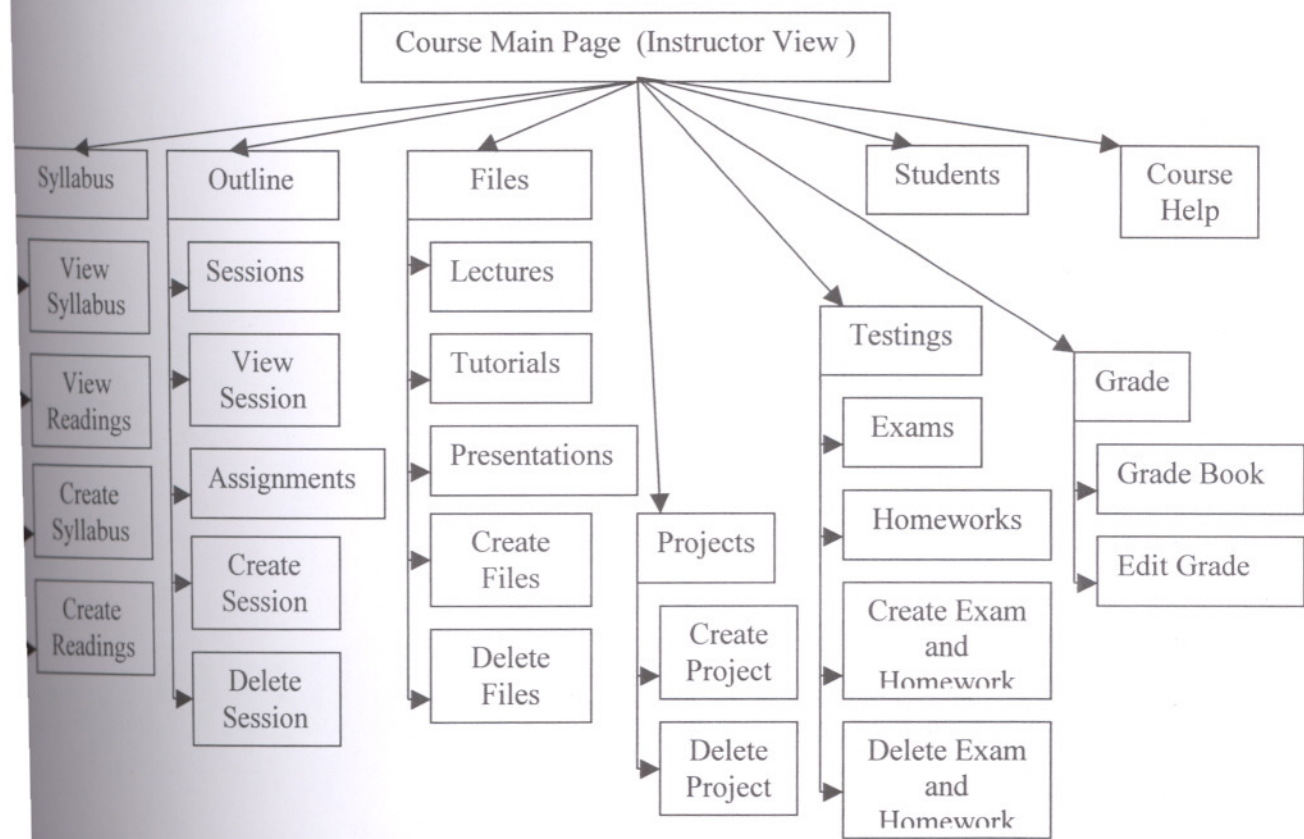 Course Main Page (Instructor View )
Syllabus
View
Syllabus
View
Readings
Create
Syllabus
Create
Readings
Outline
Sessions
View
Session
Assignments
Create
Session
Delete
Session
Files
Lectures
Tutorials
Presentations
Create
Files
Delete
Files
Projects
Create
Project
Delete
Project
Testings
Exams
Homeworks
Create Exam
and
Homework
Delete Exam
and
Homework
Students
Grade
Grade Book
Edit Grade
Course
Help